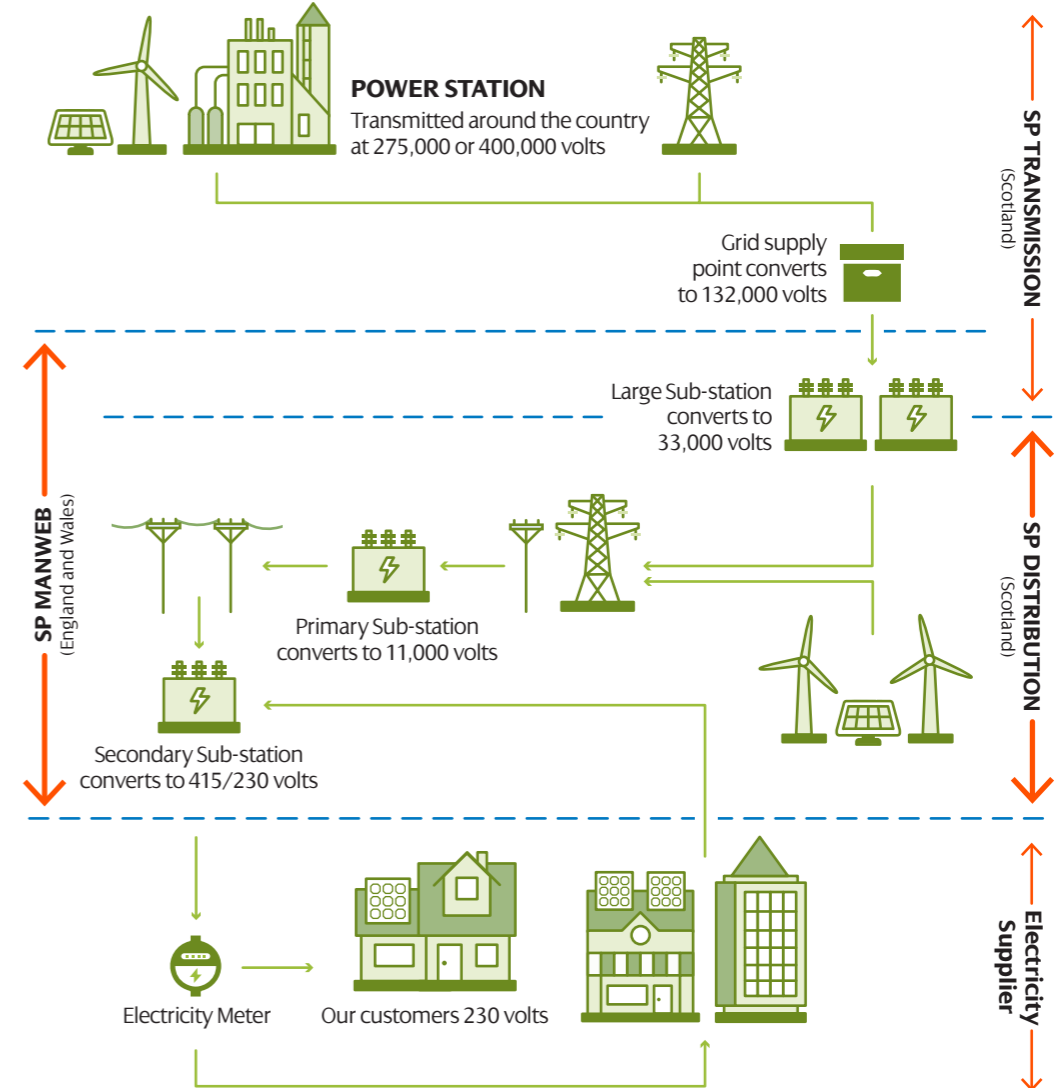 POWER STATION
Transmitted around the country
at 275,000 or 400,000 volts
SP TRANSMISSION
(Scotland)
Grid supply
point converts
to 132,000 volts
Large Sub-station
converts to
33,000 volts
SP MANWEB
(England and Wales)
SP DISTRIBUTION
(Scotland)
Primary Sub-station
converts to 11,000 volts
Secondary Sub-station
converts to 415/230 volts
Electricity
Supplier
Electricity Meter
Our customers 230 volts